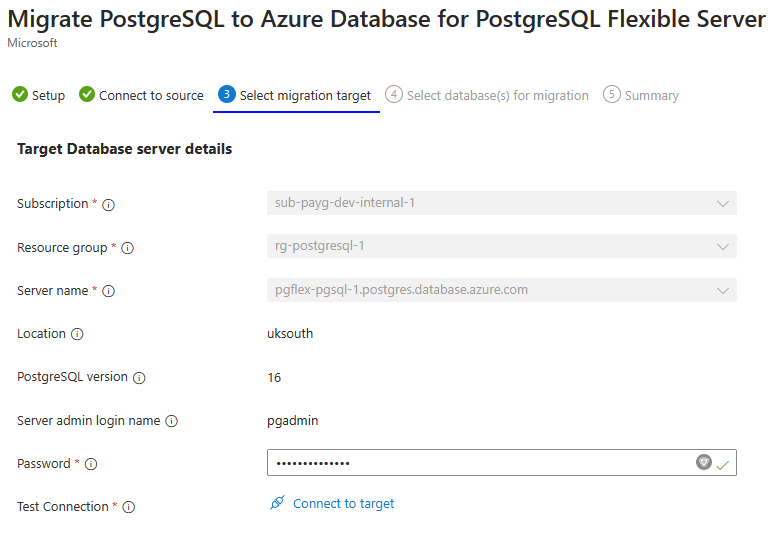 Migrate PostgreSQL to Azure Database for PostgreSQL Flexible Server
Microsoft
Setup Connect to source 3 Select migration target 4 Select database(s) for migration 5 Summary
Target Database server details
Subscription * sub-payg-dev-internal-1
Resource group * rg-postgresql-1
Server name * pgflex-pgsql-1.postgres.database.azure.com
Location uksouth
PostgreSQL version 16
Server admin login name pgadmin
Password * ••••••••••••••
Test Connection * Connect to target